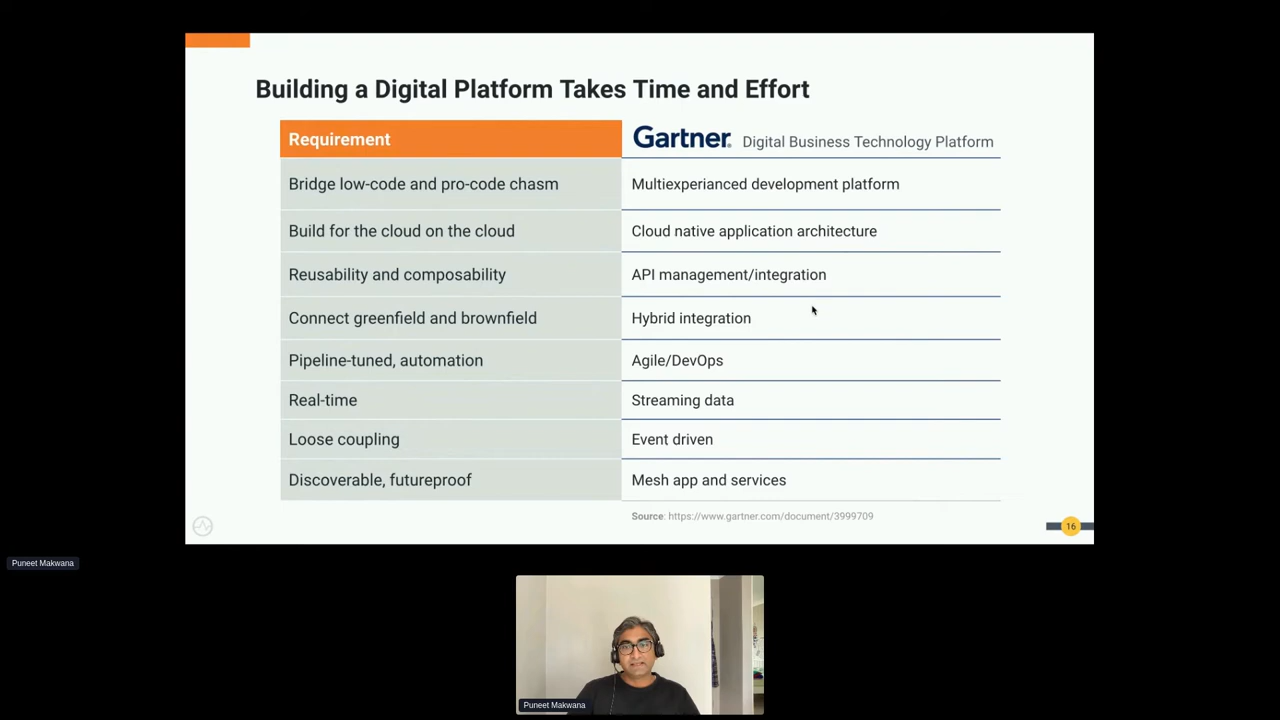 Building a Digital Platform Takes Time and Effort
Requirement
Gartner® Digital Business Technology Platform
Bridge low-code and pro-code chasm
Multiexperianced development platform
Build for the cloud on the cloud
Cloud native application architecture
Reusability and composability
API management/integration
Connect greenfield and brownfield
Hybrid integration
Pipeline-tuned, automation
Agile/DevOps
Real-time
Streaming data
Loose coupling
Event driven
Discoverable, futureproof
Mesh app and services
Source: https://www.gartner.com/document/3999709
16
Puneet Makwana
Puneet Makwana